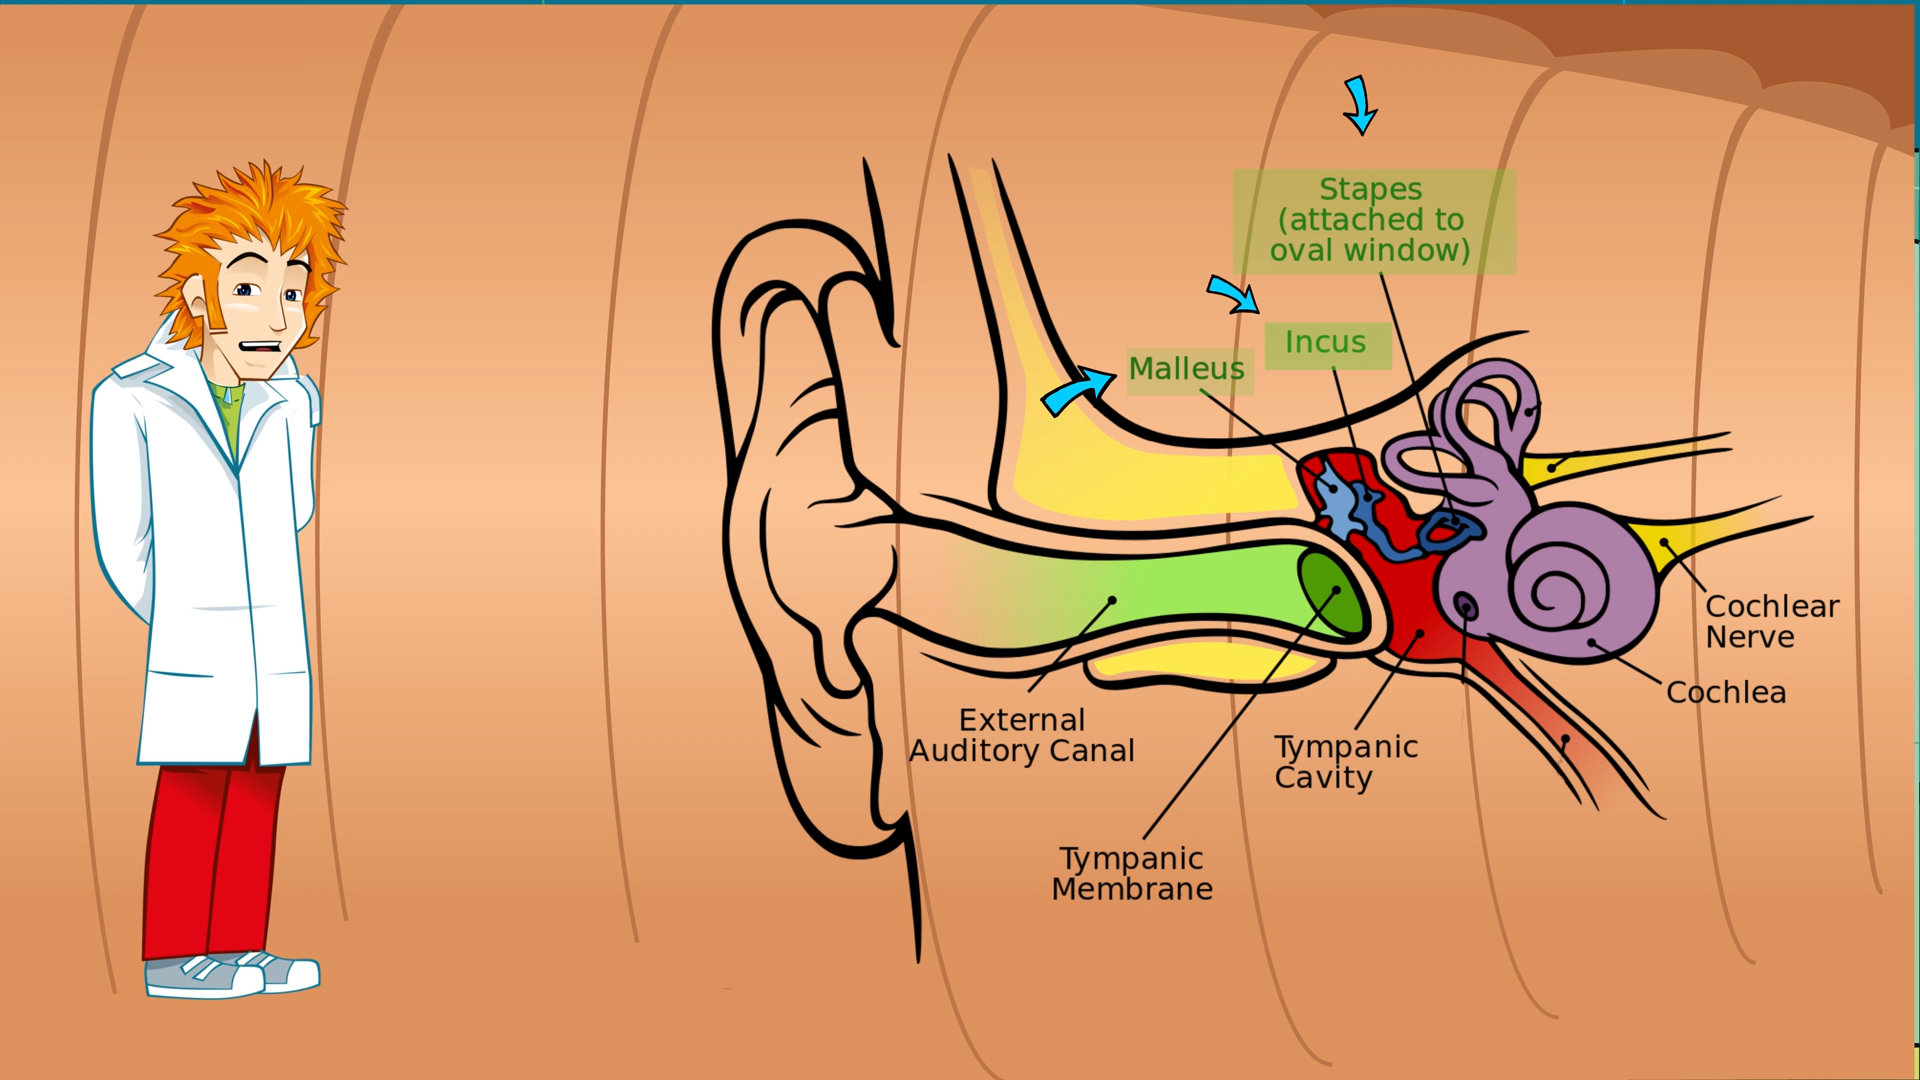 Stapes
(attached to
oval window)
Incus
Malleus
Cochlear
Nerve
Cochlea
External
Auditory Canal
Tympanic
Cavity
Tympanic
Membrane